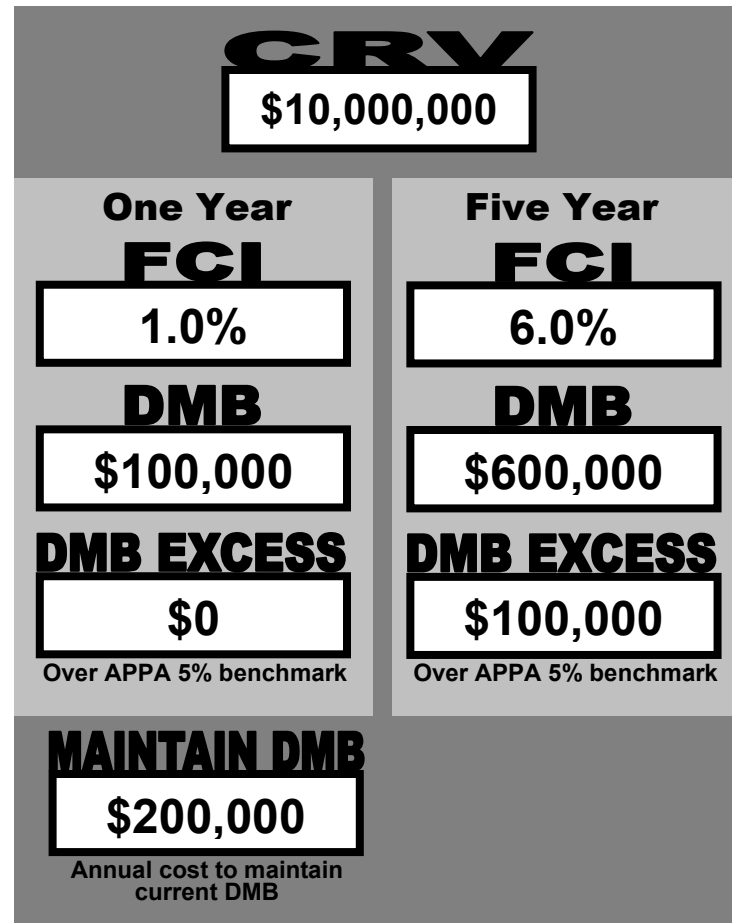 CRV
$10,000,000
One Year
FCI
1.0%
DMB
$100,000
DMB EXCESS
$0
Over APPA 5% benchmark
Five Year
FCI
6.0%
DMB
$600,000
DMB EXCESS
$100,000
Over APPA 5% benchmark
MAINTAIN DMB
$200,000
Annual cost to maintain
current DMB